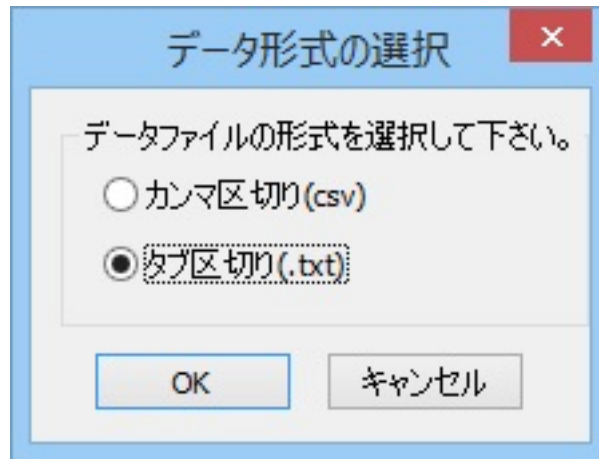 データ形式の選択
データファイルの形式を選択して下さい。
カンマ区切り(csv)
タブ区切り(.txt)
OK
キャンセル